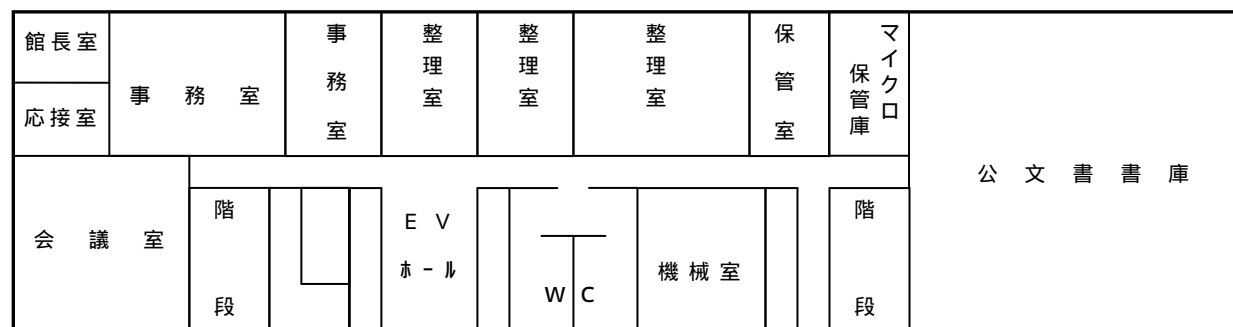 館長室
応接室
事務室
事務室
整理室
整理室
整理室
保管室
マイクロ
保管庫
公文書書庫
会議室
階段
EV
ホール
WC
機械室
階段